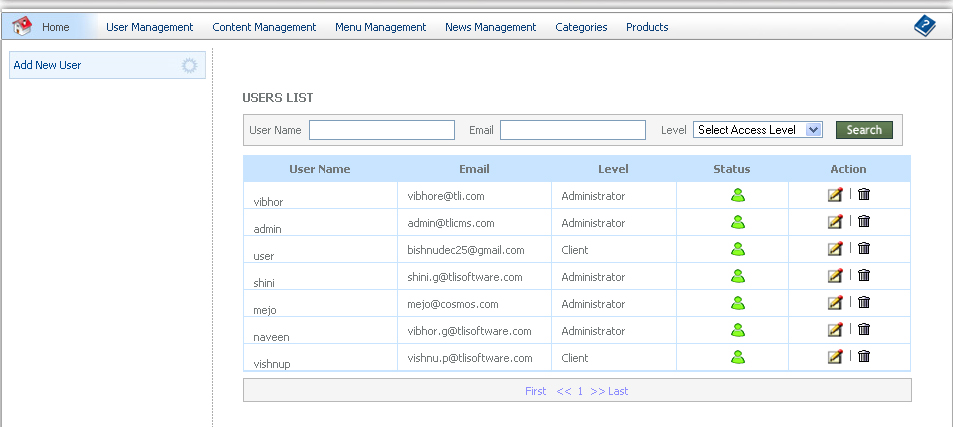 Home User Management Content Management Menu Management News Management Categories Products ?
Add New User
USERS LIST
User Name Email Level Select Access Level Search
User Name Email Level Status Action
vibhor vibhore@tli.com Administrator |
admin admin@tlicms.com Administrator |
user bishnudec25@gmail.com Client |
shini shini.g@tlisoftware.com Administrator |
mejo mejo@cosmos.com Administrator |
naveen vibhor.g@tlisoftware.com Administrator |
vishnup vishnu.p@tlisoftware.com Client |
First << 1 >> Last